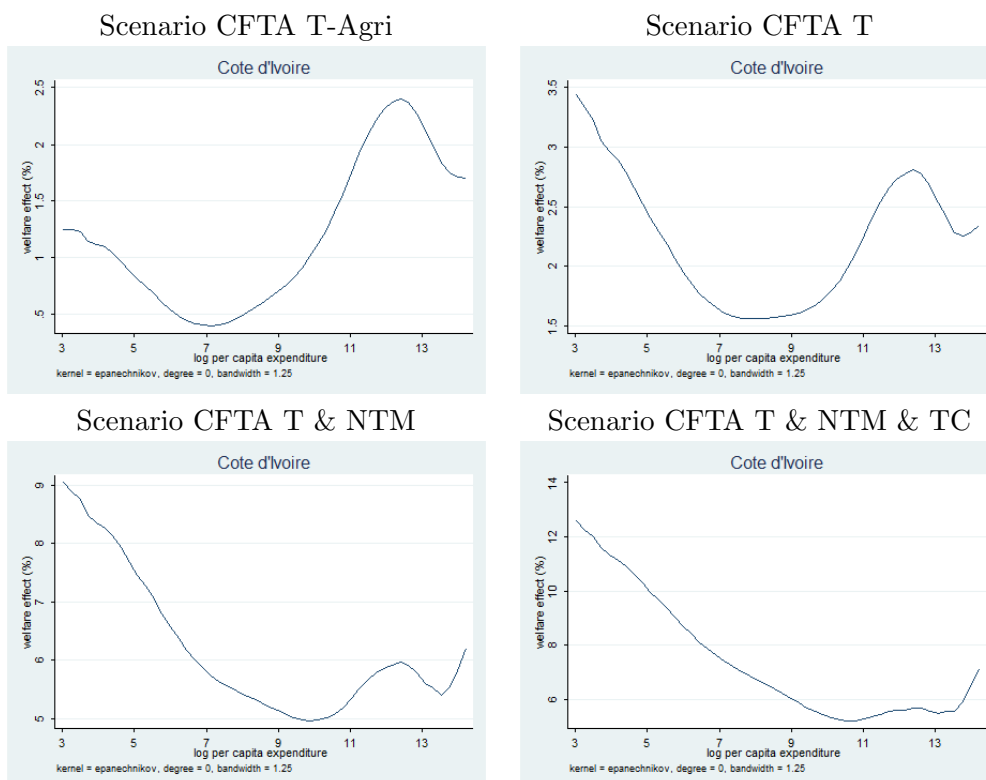 Scenario CFTA T-Agri
Cote d'Ivoire
welfare effect (%)
2.5
2
1.5
1
.5
3 5 7 9 11 13
log per capita expenditure
kernel = epanechnikov, degree = 0, bandwidth = 1.25
Scenario CFTA T
Cote d'Ivoire
welfare effect (%)
3.5
3
2.5
2
1.5
3 5 7 9 11 13
log per capita expenditure
kernel = epanechnikov, degree = 0, bandwidth = 1.25
Scenario CFTA T & NTM
Cote d'Ivoire
welfare effect (%)
9
8
7
6
5
3 5 7 9 11 13
log per capita expenditure
kernel = epanechnikov, degree = 0, bandwidth = 1.25
Scenario CFTA T & NTM & TC
Cote d'Ivoire
welfare effect (%)
14
12
10
8
6
3 5 7 9 11 13
log per capita expenditure
kernel = epanechnikov, degree = 0, bandwidth = 1.25